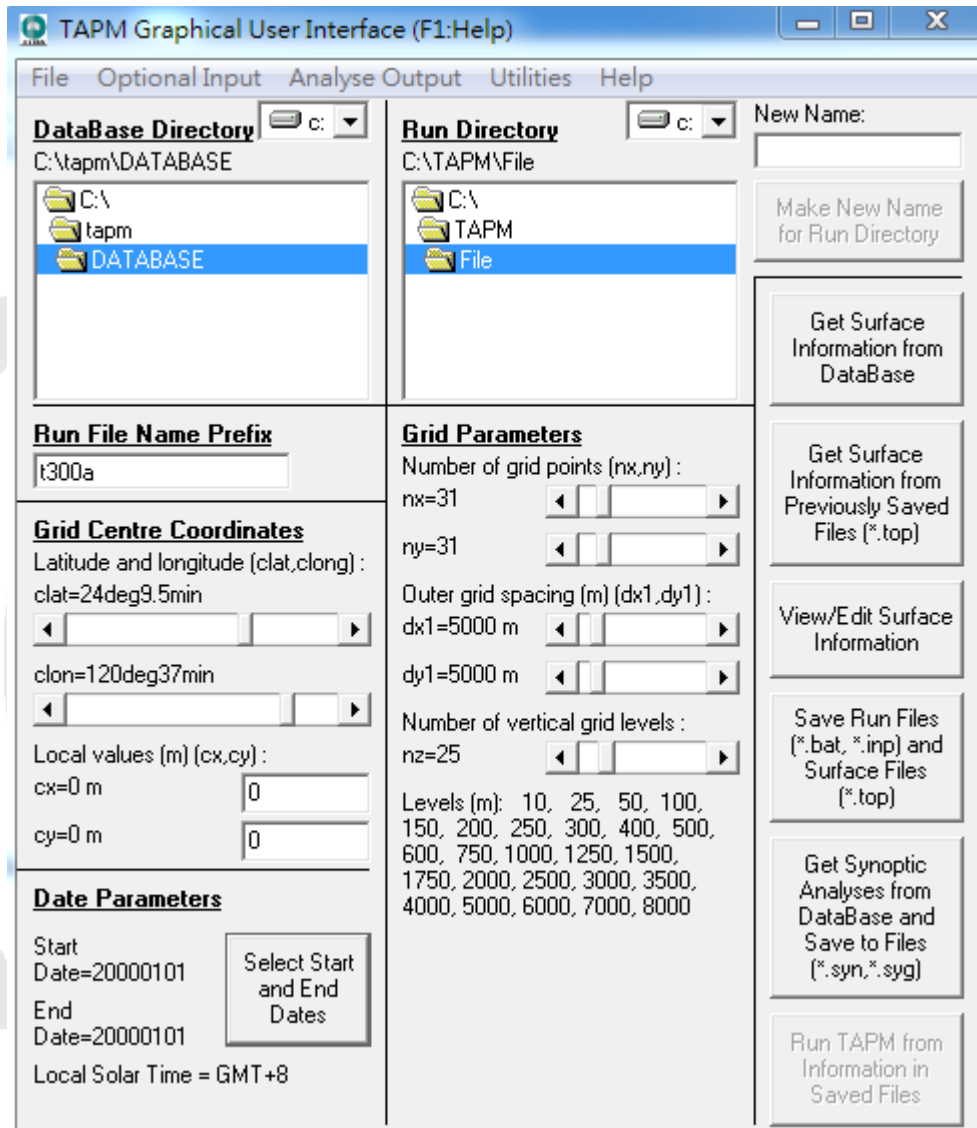 TAPM Graphical User Interface (F1:Help)
File Optional Input Analyse Output Utilities Help
DataBase Directory
c:
C:\tapm\DATABASE
C:\
tapm
DATABASE
Run Directory
c:
C:\TAPM\File
C:\
TAPM
File
New Name:
Make New Name
for Run Directory
Run File Name Prefix
t300a
Grid Centre Coordinates
Latitude and longitude (clat,clong) :
clat=24deg9.5min
clon=120deg37min
Local values (m) (cx,cy) :
cx=0 m
0
cy=0 m
0
Date Parameters
Start
Date=20000101
End
Date=20000101
Select Start
and End
Dates
Local Solar Time = GMT+8
Grid Parameters
Number of grid points (nx,ny) :
nx=31
ny=31
Outer grid spacing (m) (dx1,dy1) :
dx1=5000 m
dy1=5000 m
Number of vertical grid levels :
nz=25
Levels (m): 10, 25, 50, 100,
150, 200, 250, 300, 400, 500,
600, 750, 1000, 1250, 1500,
1750, 2000, 2500, 3000, 3500,
4000, 5000, 6000, 7000, 8000
Get Surface
Information from
DataBase
Get Surface
Information from
Previously Saved
Files (*.top)
View/Edit Surface
Information
Save Run Files
(*.bat, *.inp) and
Surface Files
(*.top)
Get Synoptic
Analyses from
DataBase and
Save to Files
(*.syn,*.syg)
Run TAPM from
Information in
Saved Files